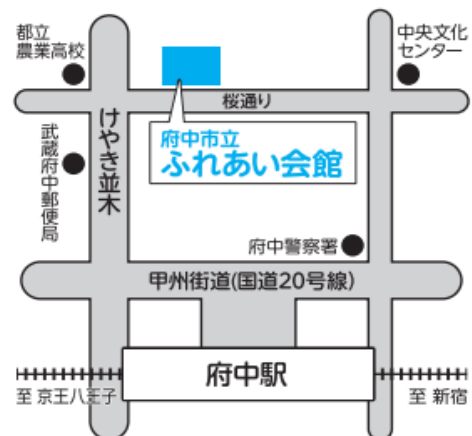 都立
農業高校
中央文化
センター
桜通り
けやき並木
府中市立
ふれあい会館
武蔵府中郵便局
府中警察署
甲州街道(国道20号線)
府中駅
至 京王八王子
至 新宿